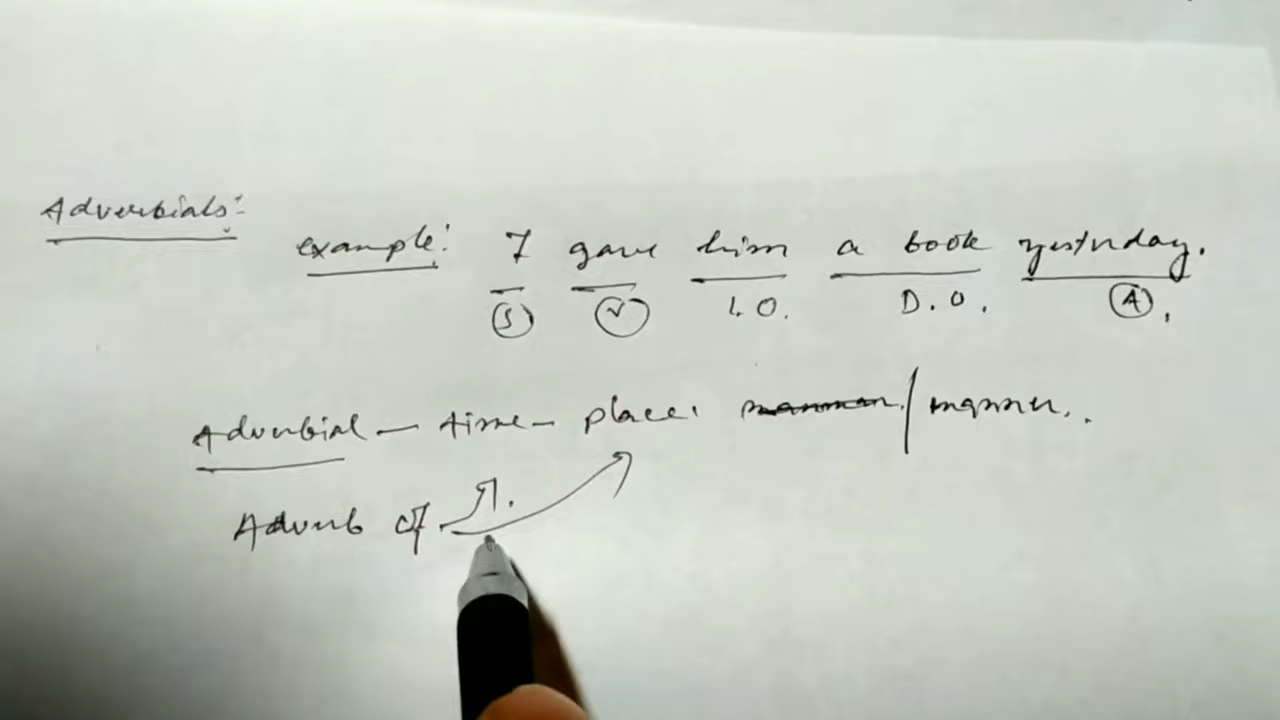 Adverbials:-
example: I gave him a book yesterday.
(S) (V) I.O. D.O. (A).
Adverbial — time — place. / manner..
Adverb of